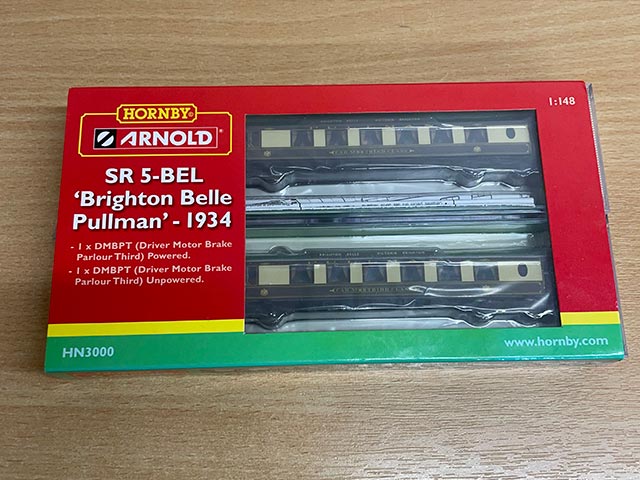 HORNBY
ARNOLD
SR 5-BEL
‘Brighton Belle
Pullman’ - 1934
- 1 x DMBPT (Driver Motor Brake
Parlour Third) Powered.
- 1 x DMBPT (Driver Motor Brake
Parlour Third) Unpowered.
HN3000
1:148
www.hornby.com